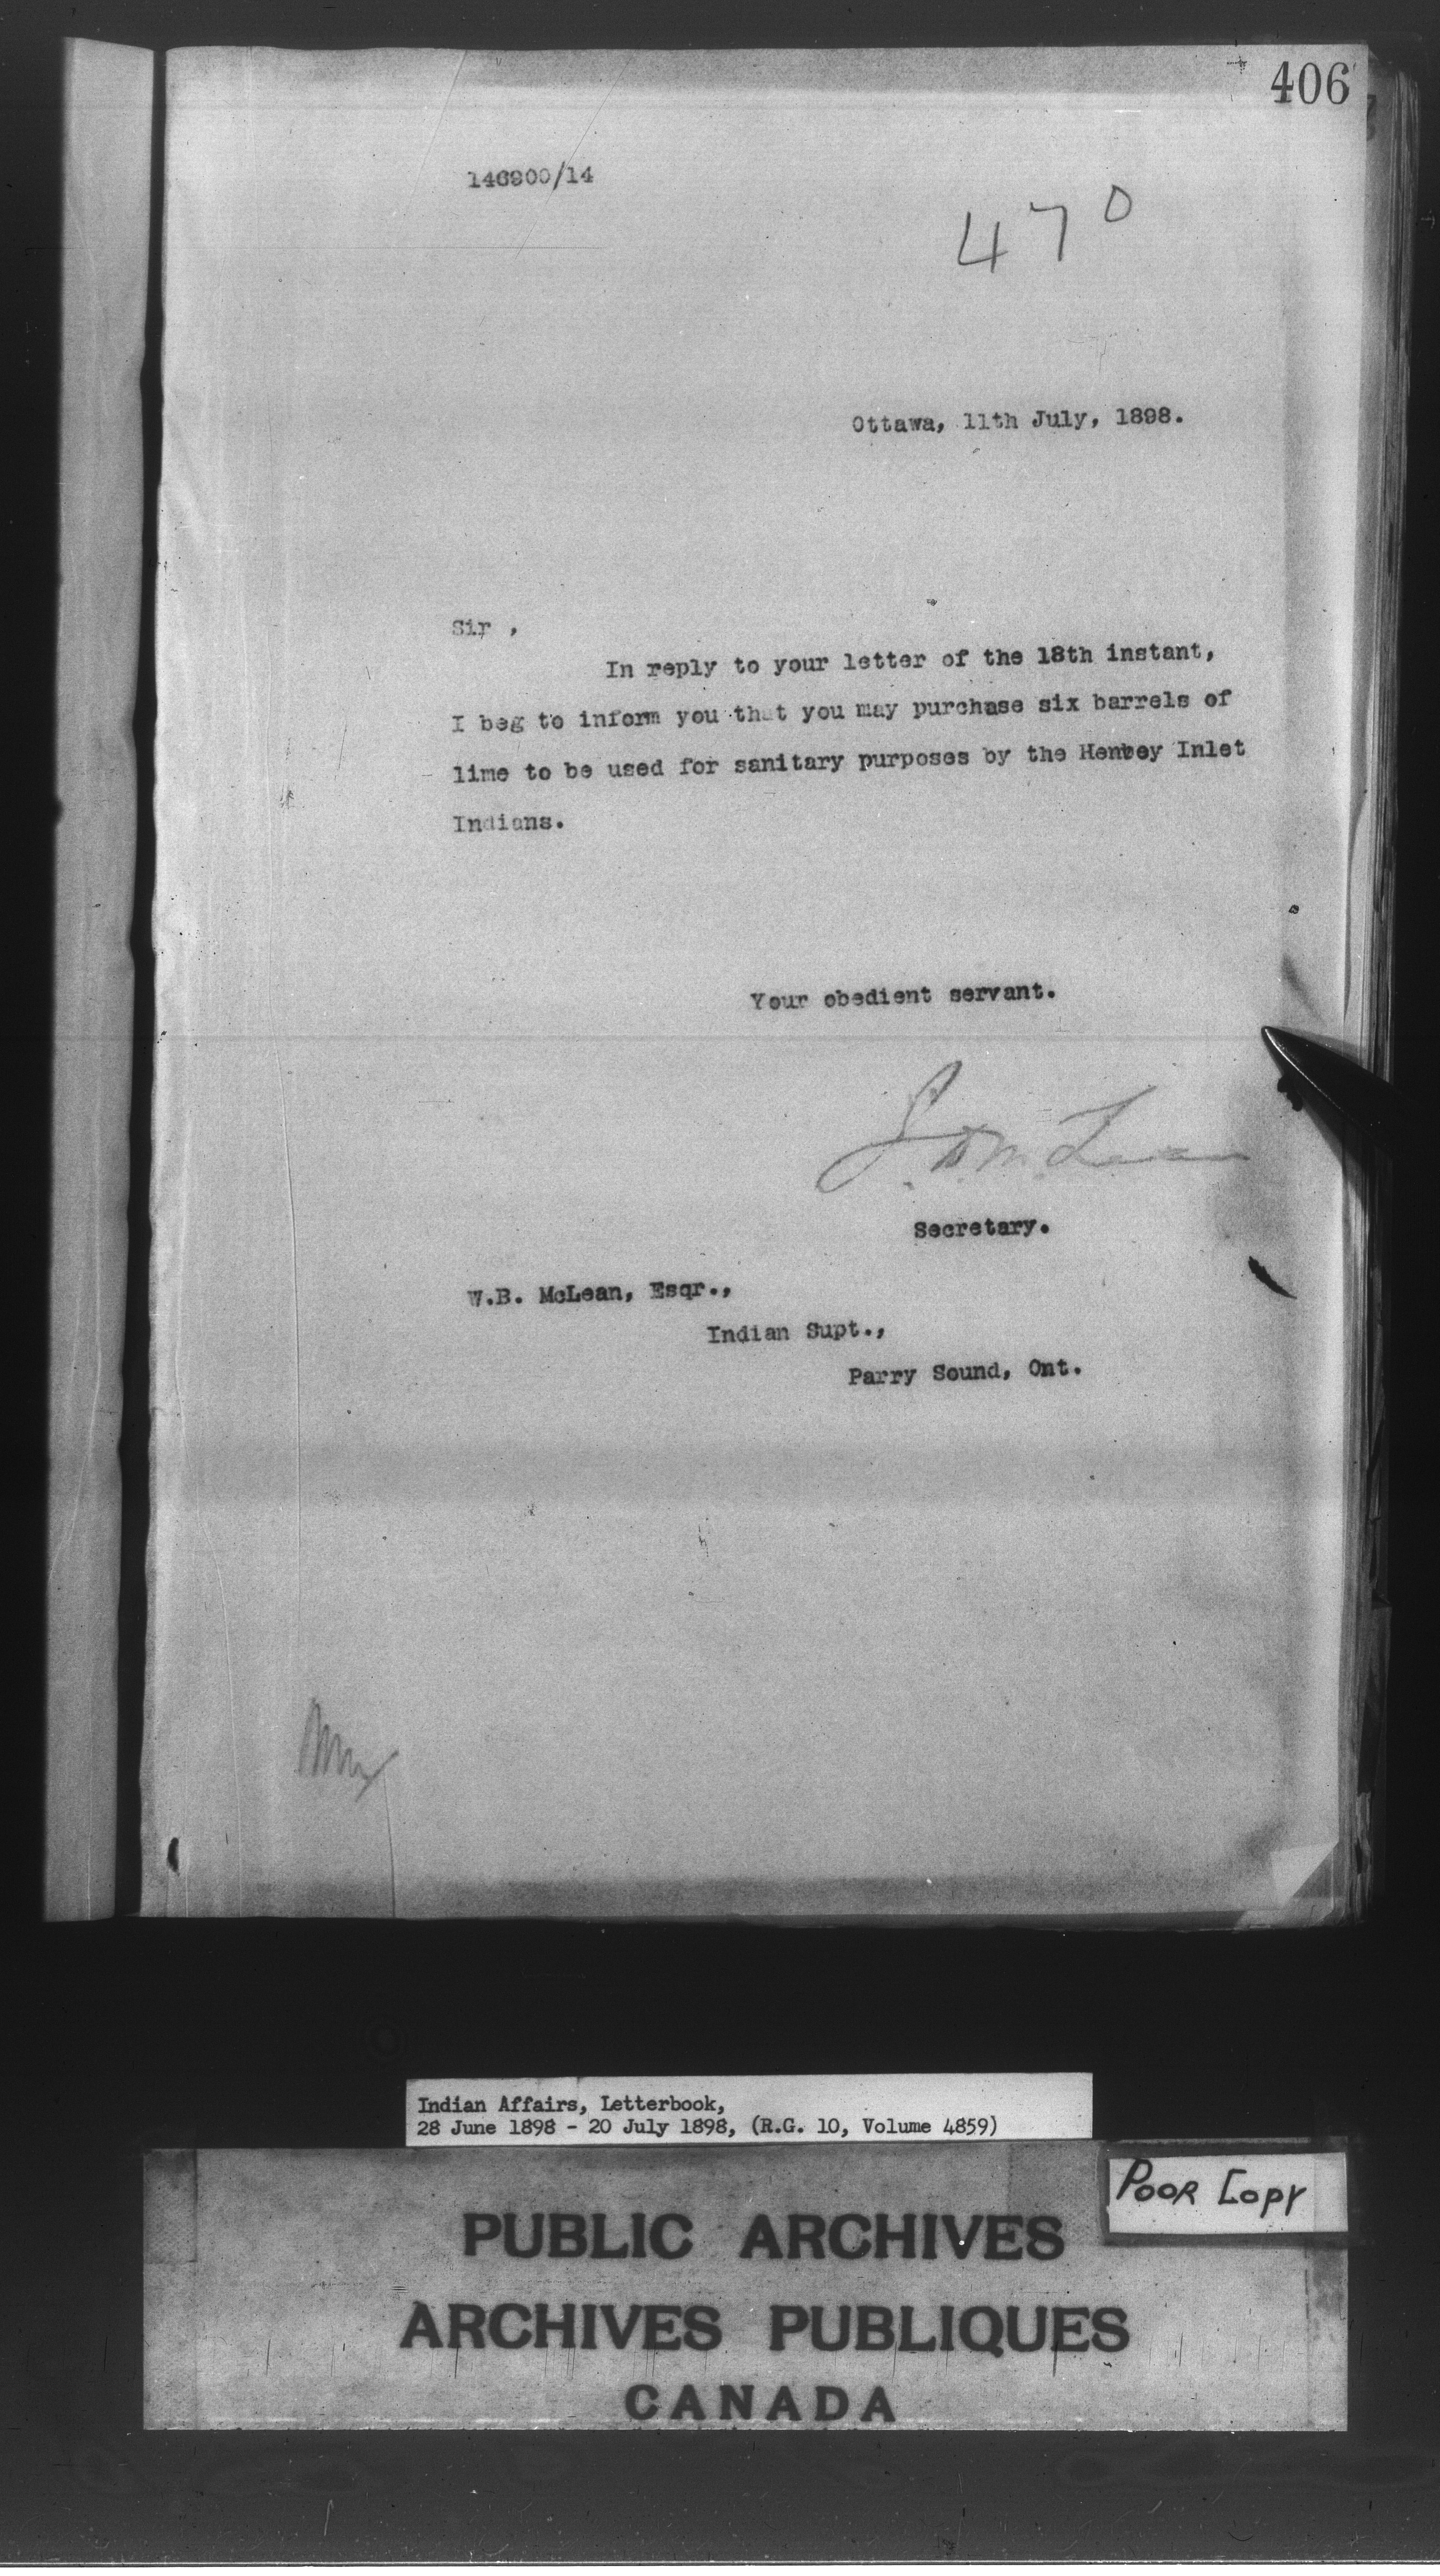 406
146900/14
470
Ottawa, 11th July, 1898.
Sir ,
In reply to your letter of the 18th instant,
I beg to inform you that you may purchase six barrels of
lime to be used for sanitary purposes by the Henvey Inlet
Indians.
Your obedient servant.
J. D. McLean
Secretary.
W.B. McLean, Esqr.,
Indian Supt.,
Parry Sound, Ont.
Indian Affairs, Letterbook,
28 June 1898 - 20 July 1898, (R.G. 10, Volume 4859)
POOR COPY
PUBLIC ARCHIVES
ARCHIVES PUBLIQUES
CANADA